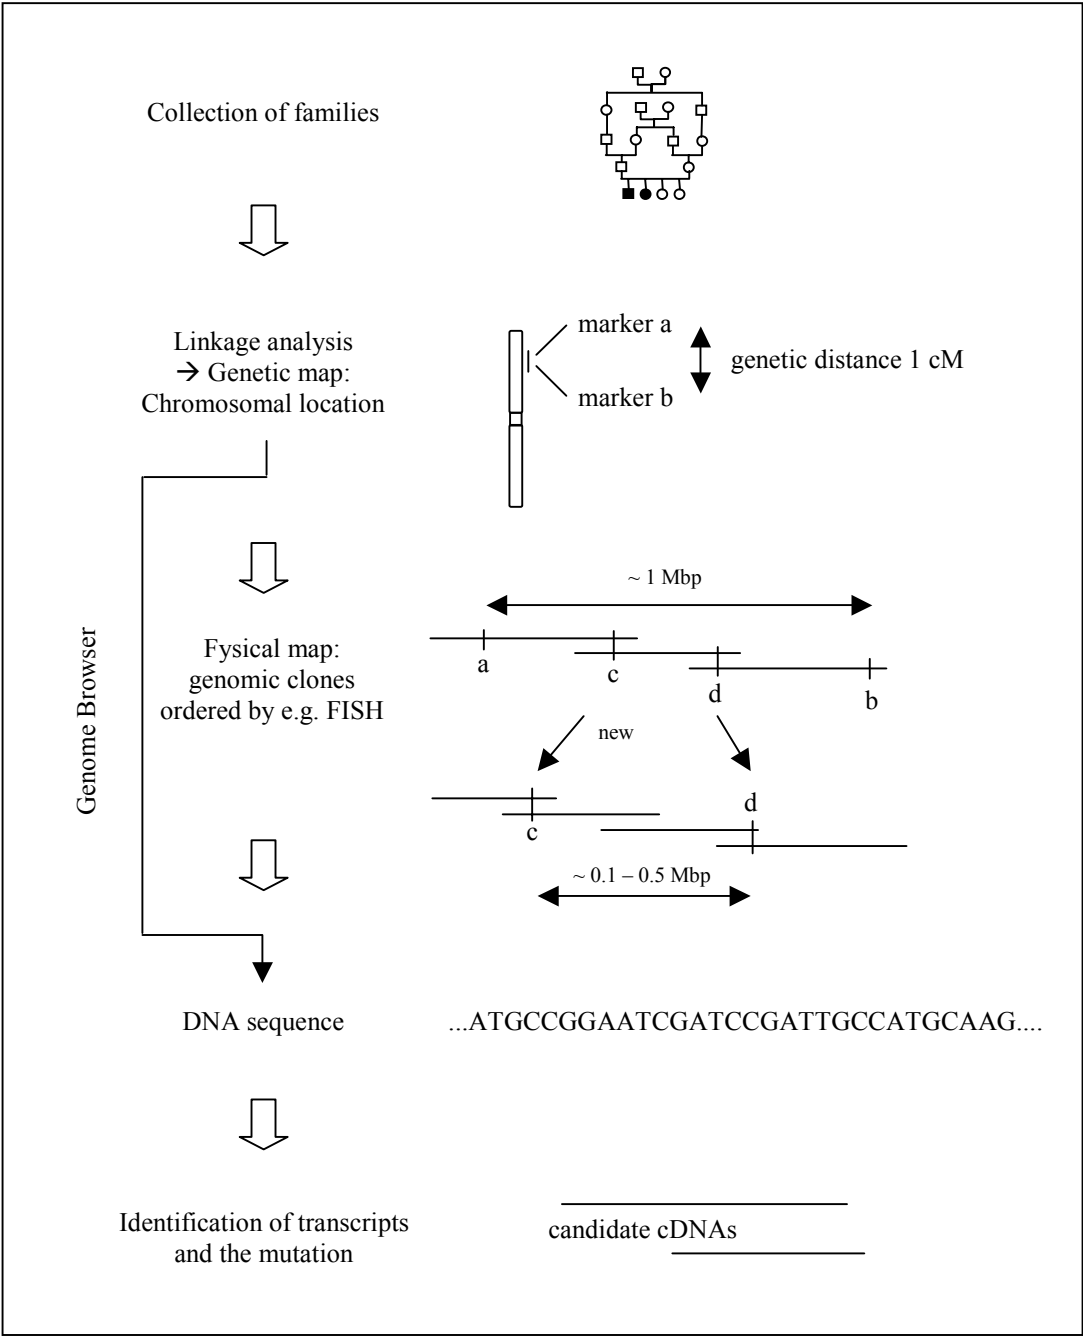 Collection of families
Linkage analysis
→ Genetic map:
Chromosomal location
marker a
marker b
genetic distance 1 cM
Genome Browser
Fysical map:
genomic clones
ordered by e.g. FISH
~ 1 Mbp
a
c
d
b
new
c
d
~ 0.1 – 0.5 Mbp
DNA sequence
...ATGCCGGAATCGATCCGATTGCCATGCAAG....
Identification of transcripts
and the mutation
candidate cDNAs